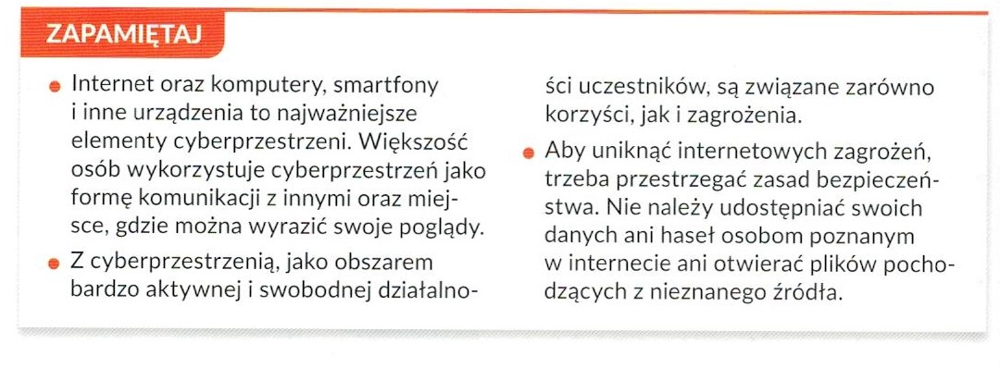 ZAPAMIĘTAJ
Internet oraz komputery, smartfony
i inne urządzenia to najważniejsze
elementy cyberprzestrzeni. Większość
osób wykorzystuje cyberprzestrzeń jako
formę komunikacji z innymi oraz miej-
sce, gdzie można wyrazić swoje poglądy.
Z cyberprzestrzenią, jako obszarem
bardzo aktywnej i swobodnej działalno-
ści uczestników, są związane zarówno
korzyści, jak i zagrożenia.
Aby uniknąć internetowych zagrożeń,
trzeba przestrzegać zasad bezpieczeń-
stwa. Nie należy udostępniać swoich
danych ani haseł osobom poznanym
w internecie ani otwierać plików pocho-
dzących z nieznanego źródła.